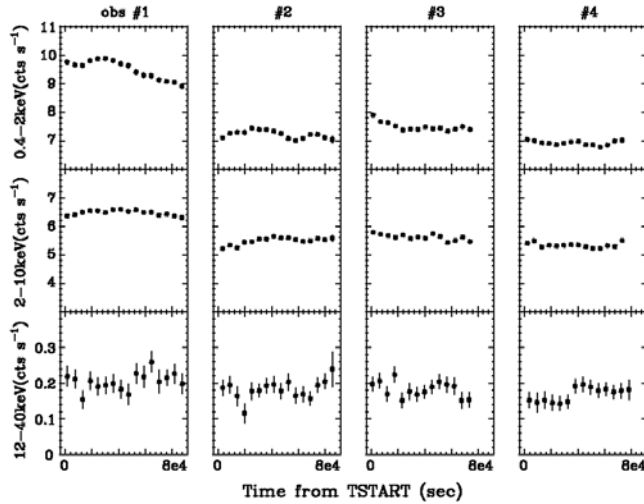 obs #1 #2 #3 #4
0.4−2keV(cts s⁻¹)
11
10
9
8
7
2−10keV(cts s⁻¹)
7
6
5
4
12−40keV(cts s⁻¹)
0.3
0.2
0.1
0
0 8e4 0 8e4 0 8e4 0 8e4
Time from TSTART (sec)